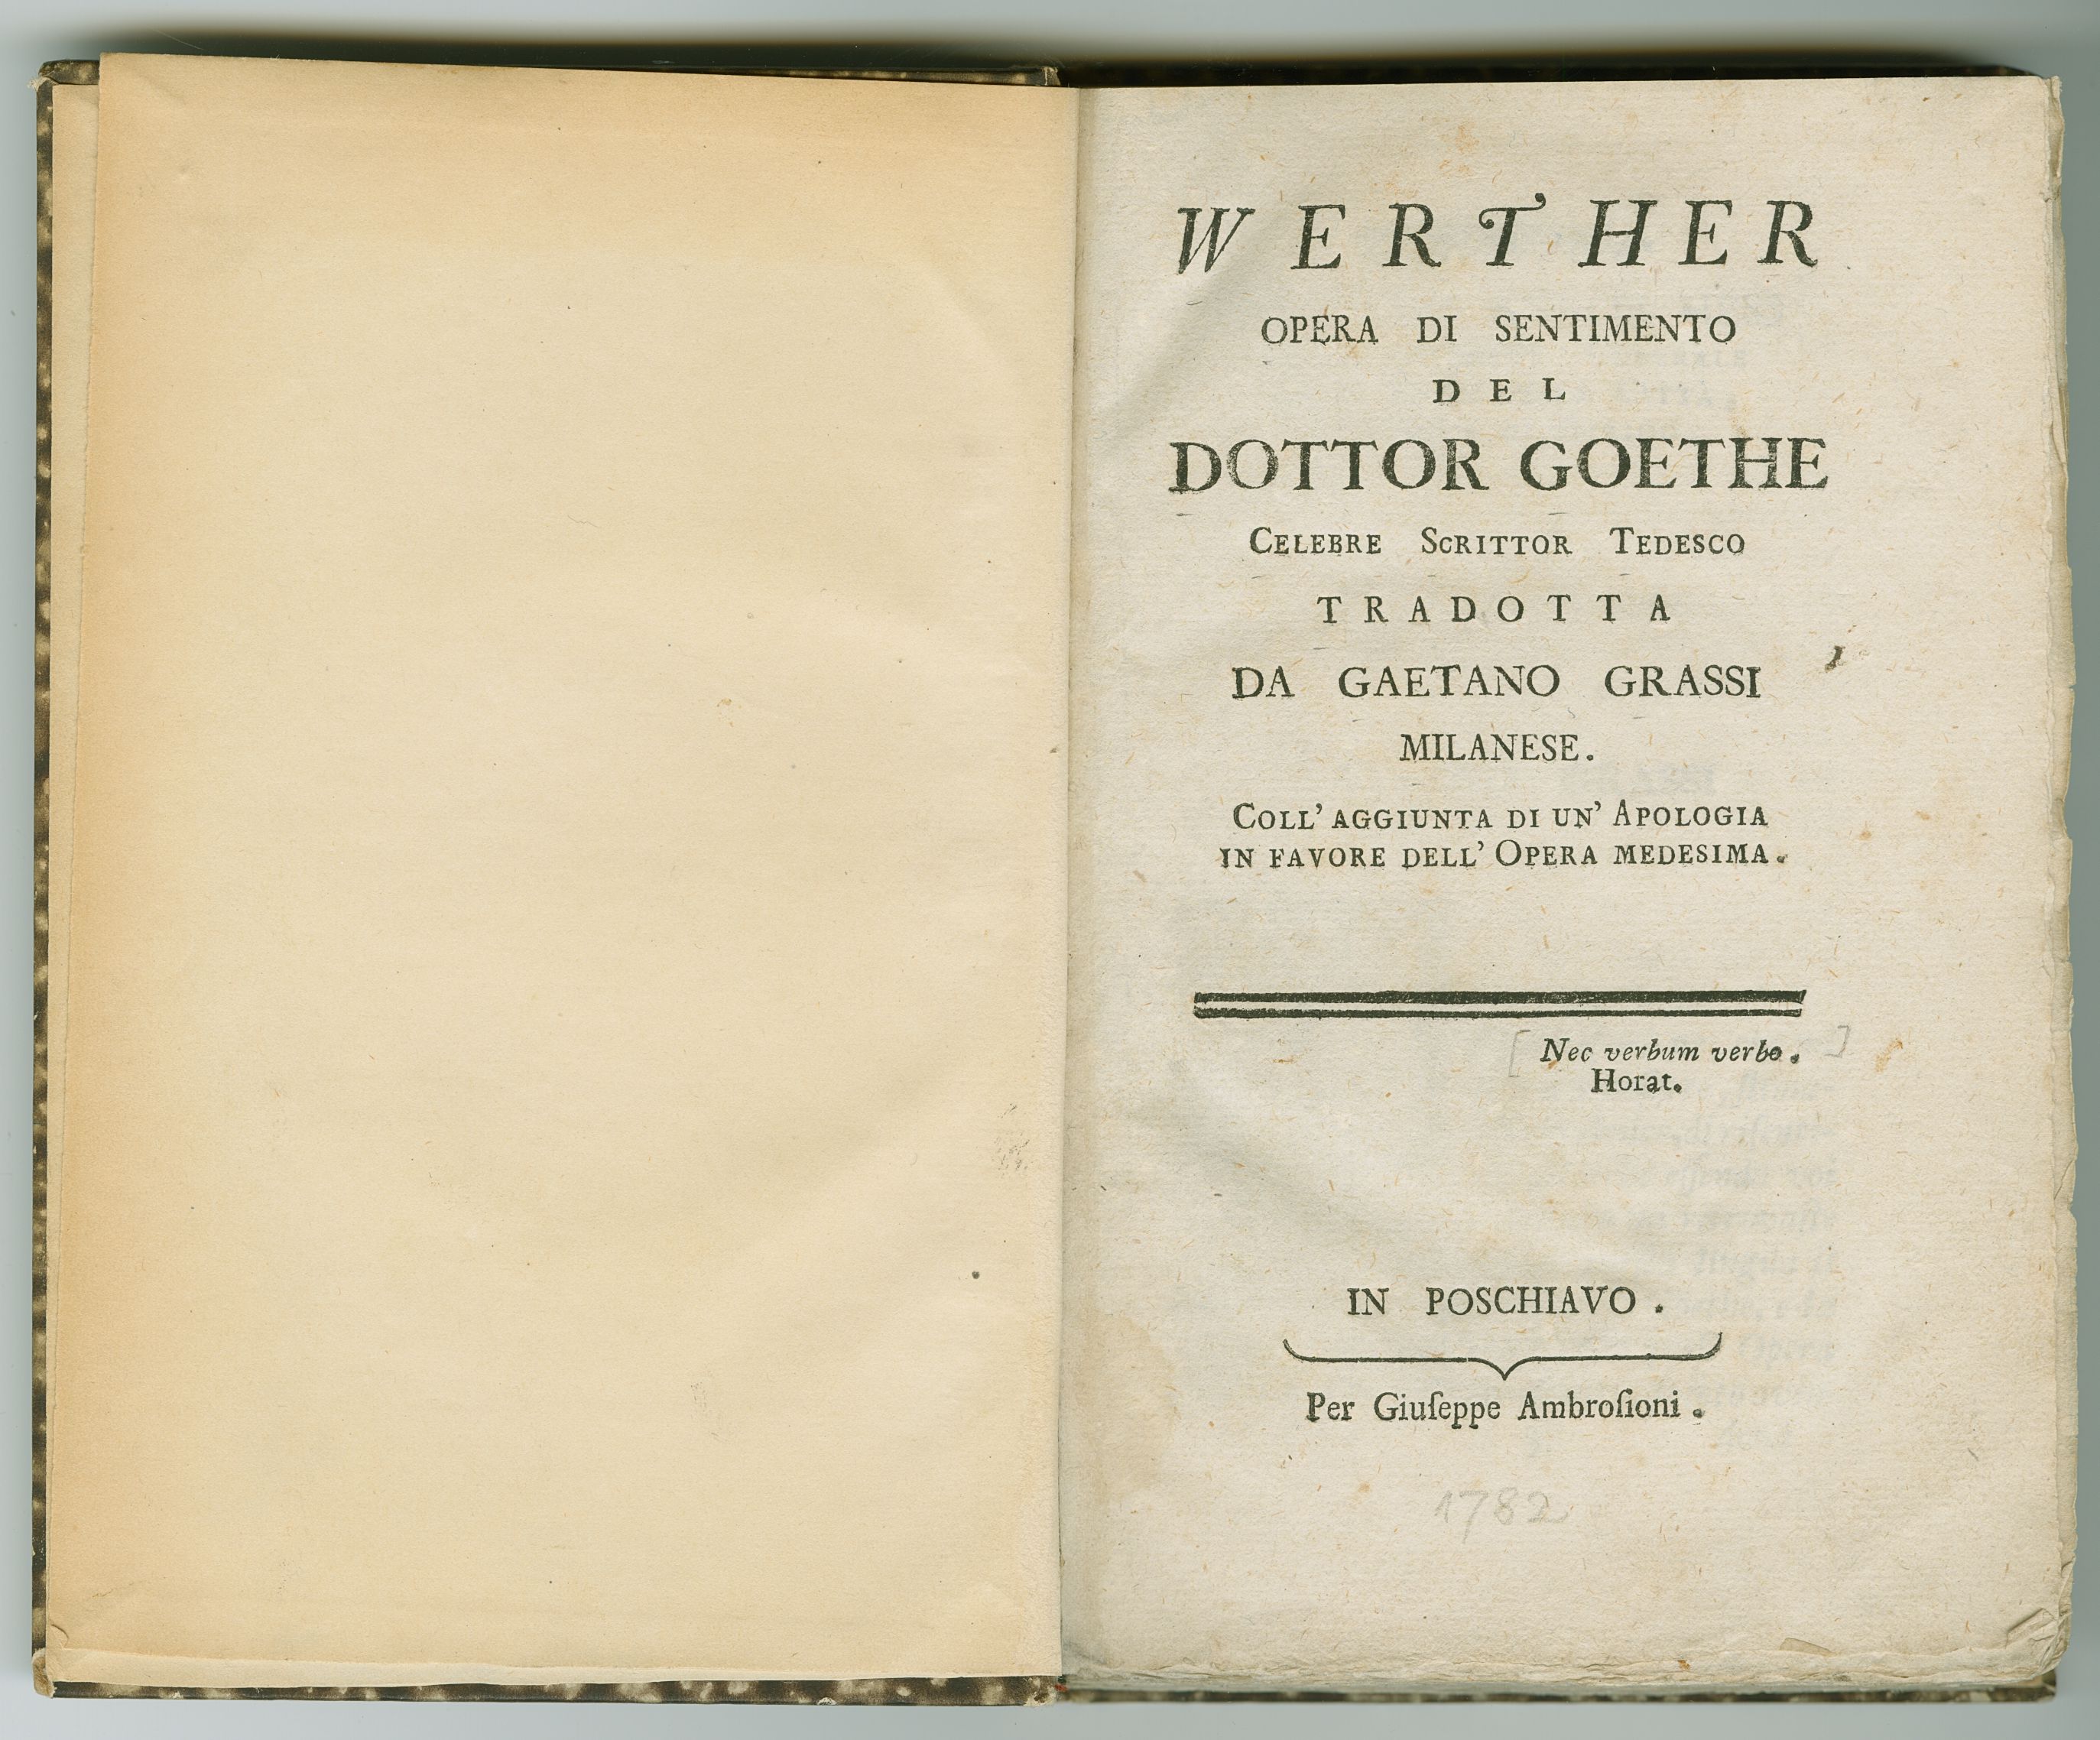 WERTHER
OPERA DI SENTIMENTO
DEL
DOTTOR GOETHE
CELEBRE SCRITTOR TEDESCO
TRADOTTA
DA GAETANO GRASSI
MILANESE.
COLL' AGGIUNTA DI UN' APOLOGIA
IN FAVORE DELL' OPERA MEDESIMA.
[ Nec verbum verbo. ]
Horat.
IN POSCHIAVO.
Per Giuſeppe Ambroſioni.
1782